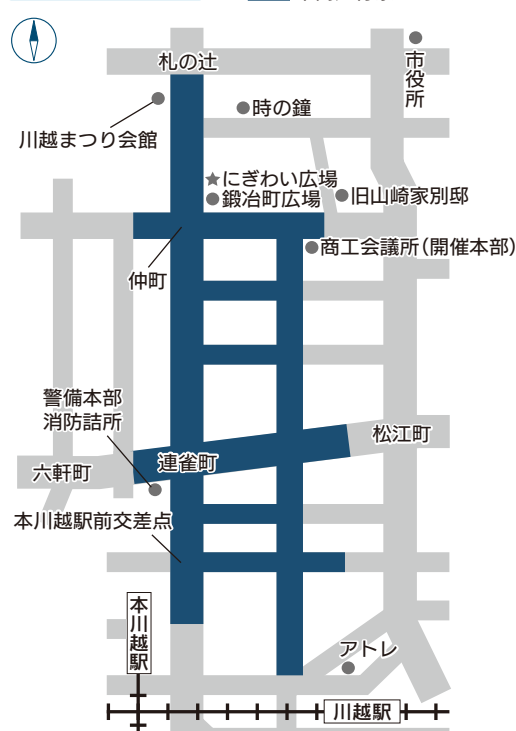 札の辻
市役所
時の鐘
川越まつり会館
★にぎわい広場
鍛冶町広場
旧山崎家別邸
商工会議所(開催本部)
仲町
警備本部
消防詰所
松江町
連雀町
六軒町
本川越駅前交差点
本川越駅
アトレ
川越駅